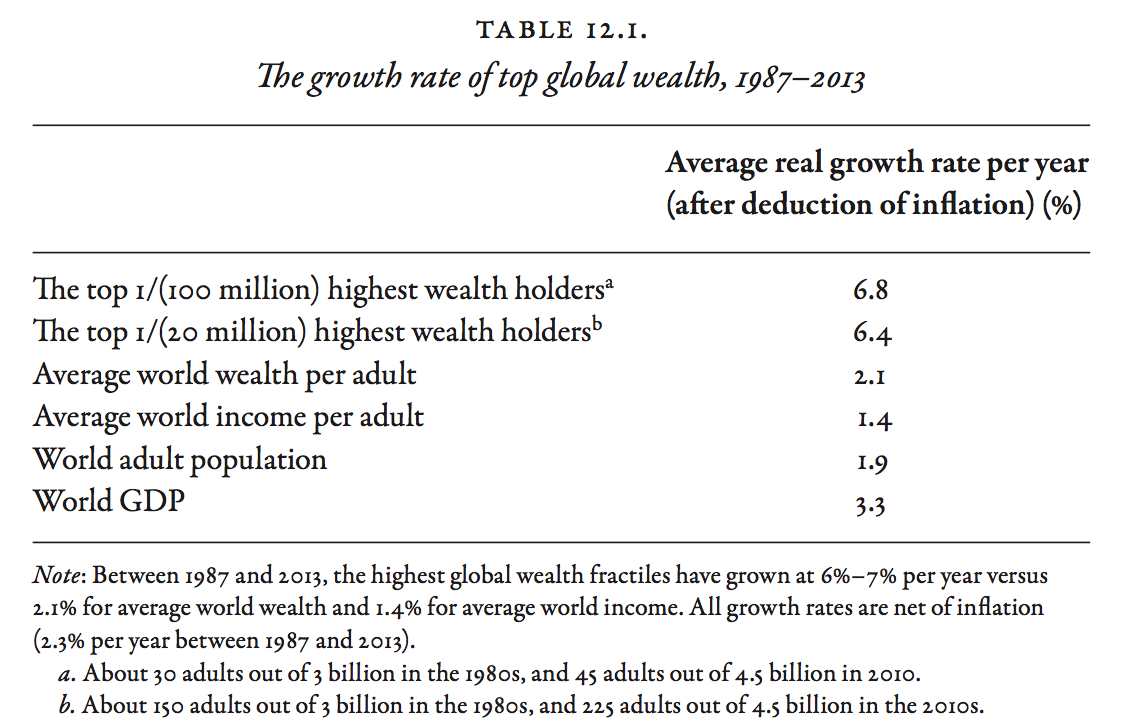 TABLE 12.1.
The growth rate of top global wealth, 1987–2013
Average real growth rate per year
(after deduction of inflation) (%)
The top 1/(100 million) highest wealth holdersᵃ 6.8
The top 1/(20 million) highest wealth holdersᵇ 6.4
Average world wealth per adult 2.1
Average world income per adult 1.4
World adult population 1.9
World GDP 3.3
Note: Between 1987 and 2013, the highest global wealth fractiles have grown at 6%–7% per year versus
2.1% for average world wealth and 1.4% for average world income. All growth rates are net of inflation
(2.3% per year between 1987 and 2013).
a. About 30 adults out of 3 billion in the 1980s, and 45 adults out of 4.5 billion in 2010.
b. About 150 adults out of 3 billion in the 1980s, and 225 adults out of 4.5 billion in the 2010s.